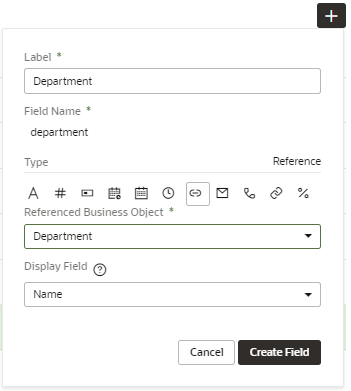 Label *
Department
Field Name *
department
Type Reference
A # %
Referenced Business Object *
Department
Display Field ?
Name
Cancel Create Field